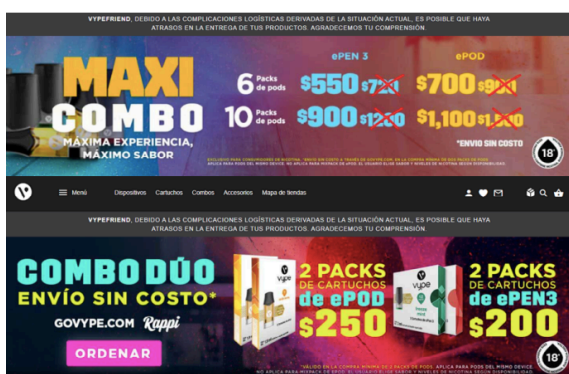 VYPEFRIEND, DEBIDO A LAS COMPLICACIONES LOGÍSTICAS DERIVADAS DE LA SITUACIÓN ACTUAL, ES POSIBLE QUE HAYA
ATRASOS EN LA ENTREGA DE TUS PRODUCTOS. AGRADECEMOS TU COMPRENSIÓN.
MAXI
COMBO
MÁXIMA EXPERIENCIA,
MÁXIMO SABOR
ePEN 3 ePOD
6 Packs de pods $550 $700
10 Packs de pods $900 $1200 $1,100
*ENVIO SIN COSTO
18+
Menú Dispositivos Cartuchos Combos Accesorios Mapa de tiendas
VYPEFRIEND, DEBIDO A LAS COMPLICACIONES LOGÍSTICAS DERIVADAS DE LA SITUACIÓN ACTUAL, ES POSIBLE QUE HAYA
ATRASOS EN LA ENTREGA DE TUS PRODUCTOS. AGRADECEMOS TU COMPRENSIÓN.
COMBO DÚO
ENVÍO SIN COSTO*
GOVYPE.COM Rappi
ORDENAR
vype
2 PACKS
DE CARTUCHOS
de ePOD
$250
vype
2 PACKS
DE CARTUCHOS
de ePEN3
$200
18+